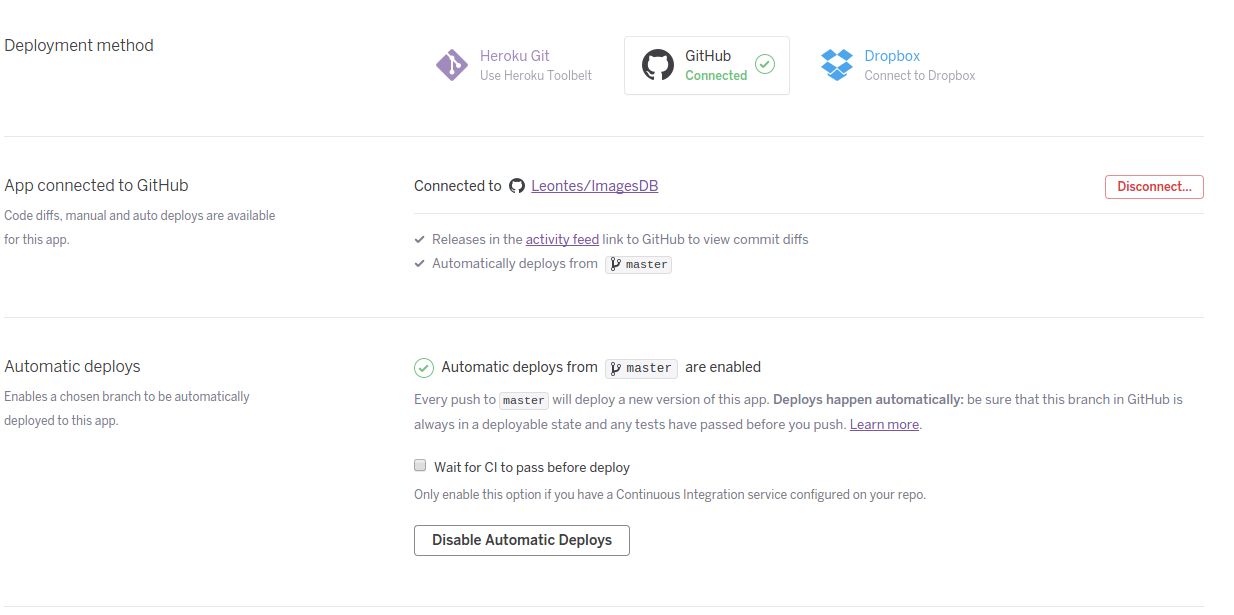 Deployment method
Heroku Git
Use Heroku Toolbelt
GitHub
Connected
Dropbox
Connect to Dropbox
App connected to GitHub
Code diffs, manual and auto deploys are available
for this app.
Connected to Leontes/ImagesDB
Disconnect...
Releases in the activity feed link to GitHub to view commit diffs
Automatically deploys from master
Automatic deploys
Enables a chosen branch to be automatically
deployed to this app.
Automatic deploys from master are enabled
Every push to master will deploy a new version of this app. Deploys happen automatically: be sure that this branch in GitHub is
always in a deployable state and any tests have passed before you push. Learn more.
Wait for CI to pass before deploy
Only enable this option if you have a Continuous Integration service configured on your repo.
Disable Automatic Deploys